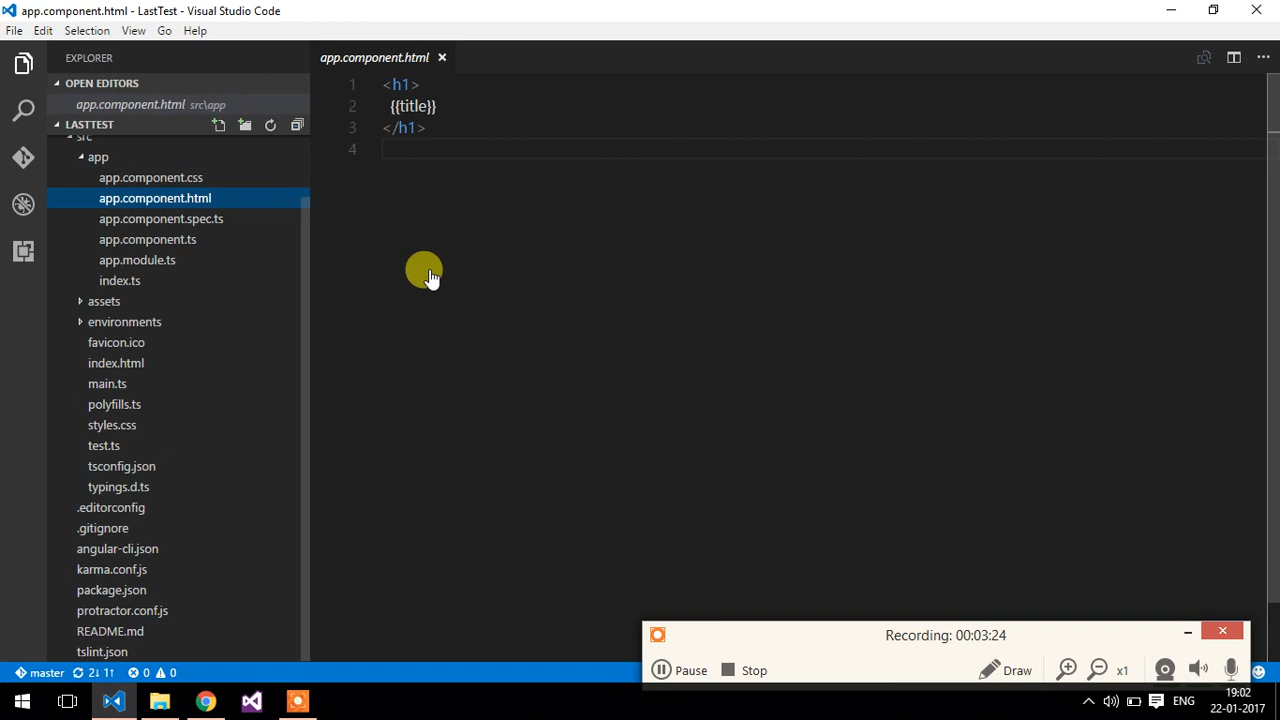 app.component.html - LastTest - Visual Studio Code
File Edit Selection View Go Help
EXPLORER
OPEN EDITORS
app.component.html src\app
LASTTEST
src
app
app.component.css
app.component.html
app.component.spec.ts
app.component.ts
app.module.ts
index.ts
assets
environments
favicon.ico
index.html
main.ts
polyfills.ts
styles.css
test.ts
tsconfig.json
typings.d.ts
.editorconfig
.gitignore
angular-cli.json
karma.conf.js
package.json
protractor.conf.js
README.md
tslint.json
app.component.html
1 <h1>
2 {{title}}
3 </h1>
4
Recording: 00:03:24
Pause Stop Draw x1
master 2↓ 1↑ 0 0
ENG
19:02
22-01-2017